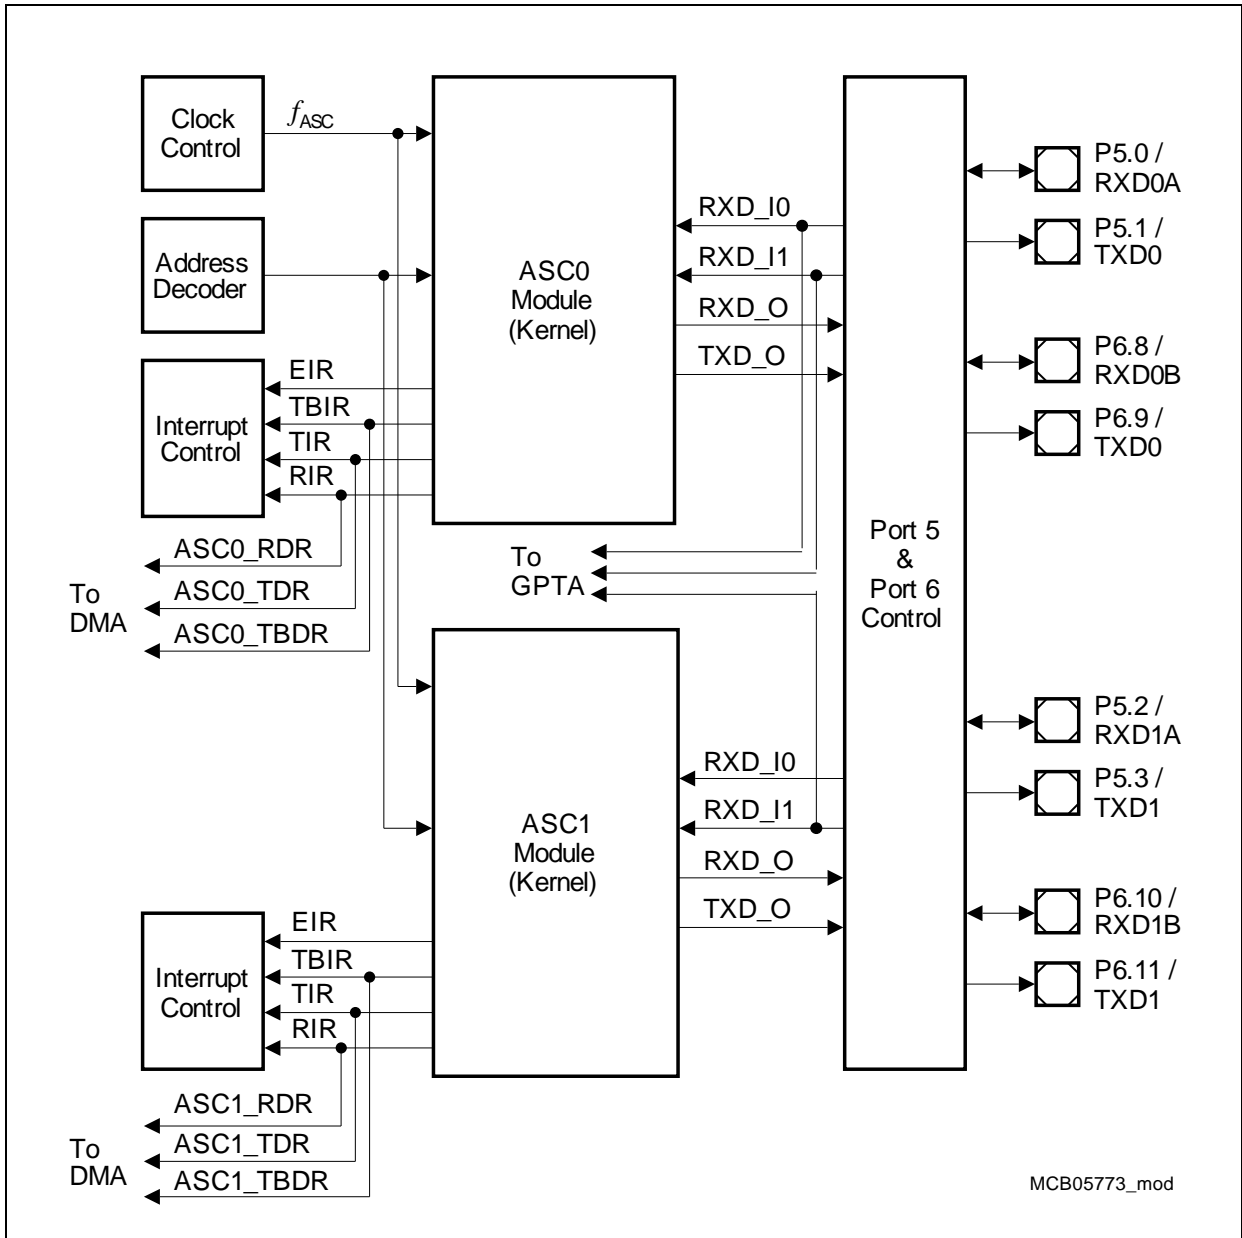 Clock
Control
fASC
Address
Decoder
Interrupt
Control
EIR
TBIR
TIR
RIR
ASC0_RDR
ASC0_TDR
ASC0_TBDR
To
DMA
ASC0
Module
(Kernel)
RXD_I0
RXD_I1
RXD_O
TXD_O
To
GPTA
Port 5
&
Port 6
Control
P5.0 /
RXD0A
P5.1 /
TXD0
P6.8 /
RXD0B
P6.9 /
TXD0
P5.2 /
RXD1A
P5.3 /
TXD1
P6.10 /
RXD1B
P6.11 /
TXD1
ASC1
Module
(Kernel)
RXD_I0
RXD_I1
RXD_O
TXD_O
Interrupt
Control
EIR
TBIR
TIR
RIR
ASC1_RDR
ASC1_TDR
ASC1_TBDR
To
DMA
MCB05773_mod